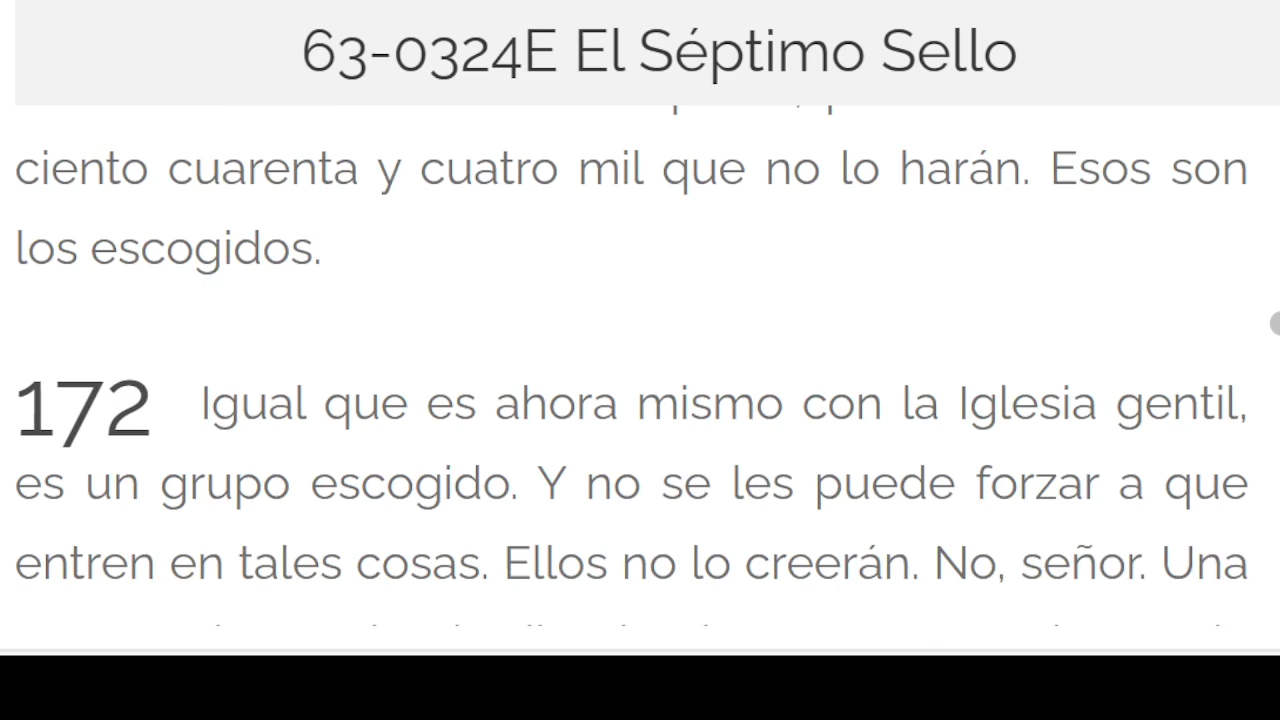 63-0324E El Séptimo Sello
ciento cuarenta y cuatro mil que no lo harán. Esos son
los escogidos.
172 Igual que es ahora mismo con la Iglesia gentil,
es un grupo escogido. Y no se les puede forzar a que
entren en tales cosas. Ellos no lo creerán. No, señor. Una